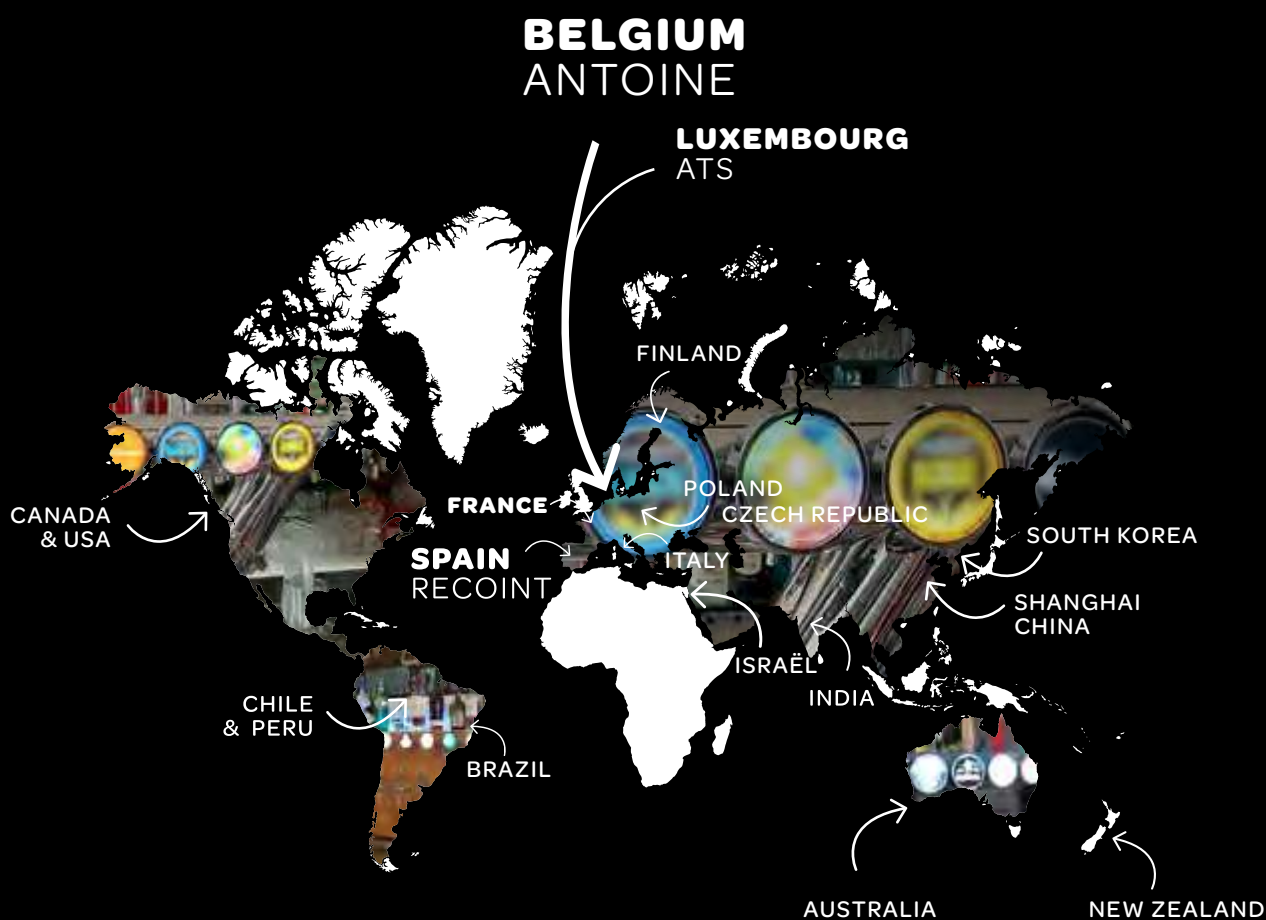 BELGIUM
ANTOINE
LUXEMBOURG
ATS
FINLAND
POLAND
CZECH REPUBLIC
FRANCE
CANADA
& USA
SPAIN
RECOINT
ITALY
SOUTH KOREA
SHANGHAI
CHINA
ISRAËL
INDIA
CHILE
& PERU
BRAZIL
AUSTRALIA
NEW ZEALAND